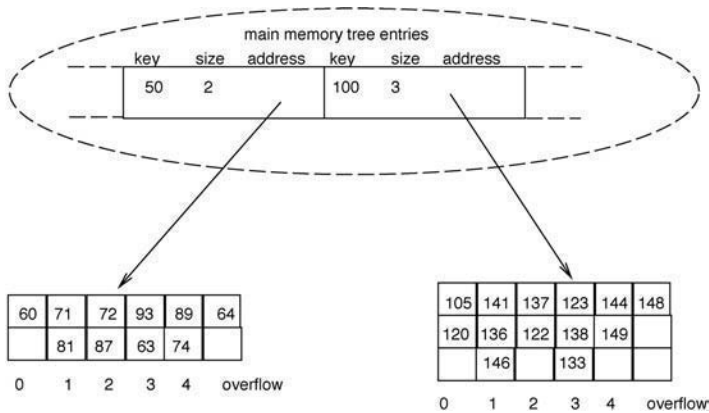 main memory tree entries
key size address key size address
50 2 100 3
60 71 72 93 89 64
81 87 63 74
0 1 2 3 4 overflow
105 141 137 123 144 148
120 136 122 138 149
146 133
0 1 2 3 4 overflow